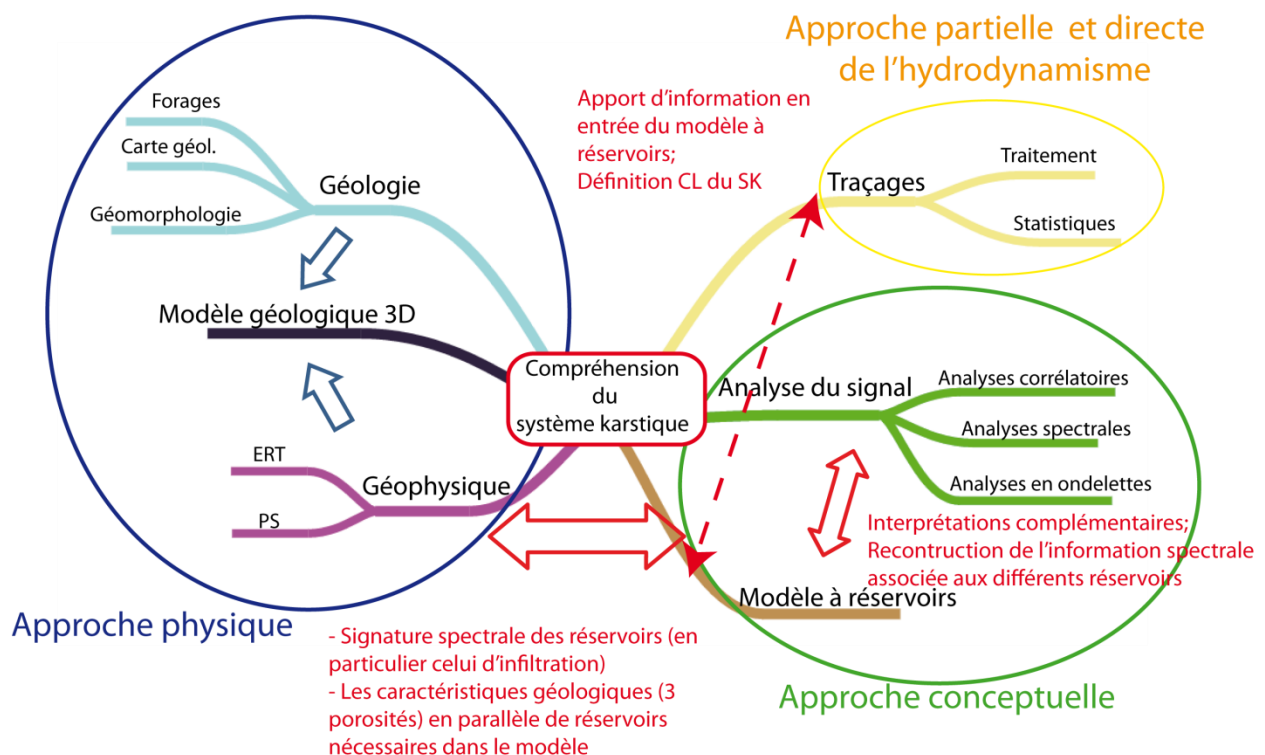 Approche partielle et directe
de l'hydrodynamisme
Apport d'information en
entrée du modèle à
réservoirs;
Définition CL du SK
Forages
Carte géol.
Géomorphologie
Géologie
Modèle géologique 3D
Traçages
Traitement
Statistiques
Compréhension
du
système karstique
Analyse du signal
Analyses corrélatoires
Analyses spectrales
Analyses en ondelettes
ERT
PS
Géophysique
Interprétations complémentaires;
Recontruction de l'information spectrale
associée aux différents réservoirs
Modèle à réservoirs
Approche physique
- Signature spectrale des réservoirs (en
particulier celui d'infiltration)
- Les caractéristiques géologiques (3
porosités) en parallèle de réservoirs
nécessaires dans le modèle
Approche conceptuelle